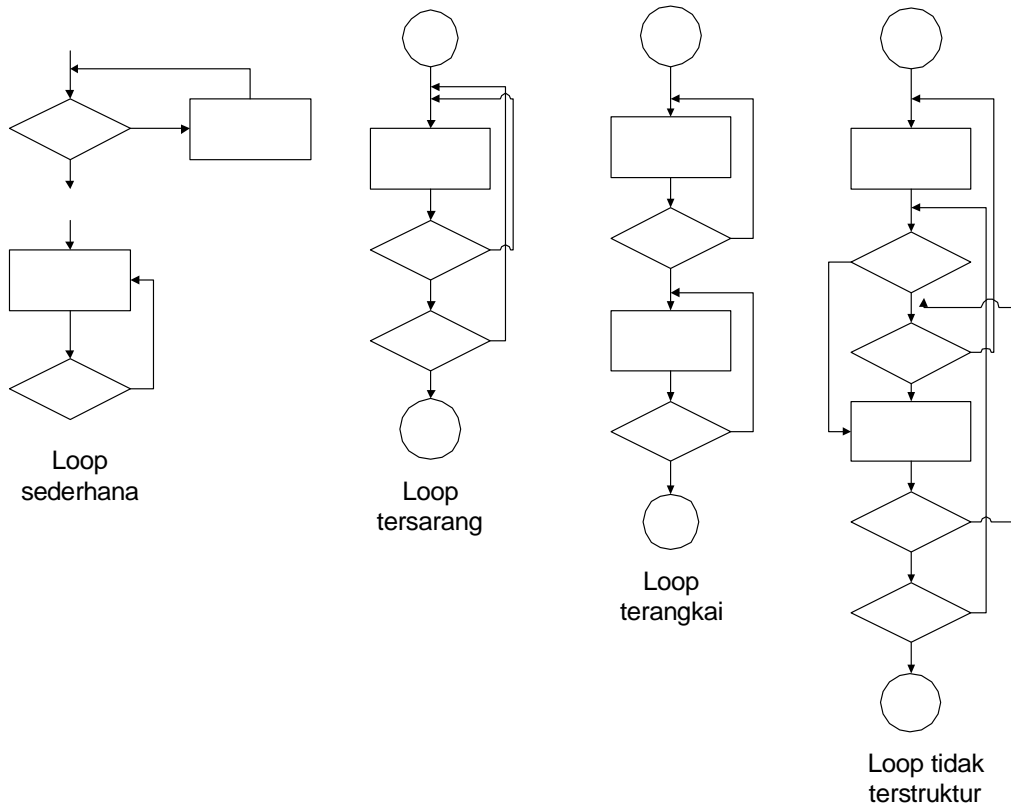 Loop
sederhana
Loop
tersarang
Loop
terangkai
Loop tidak
terstruktur